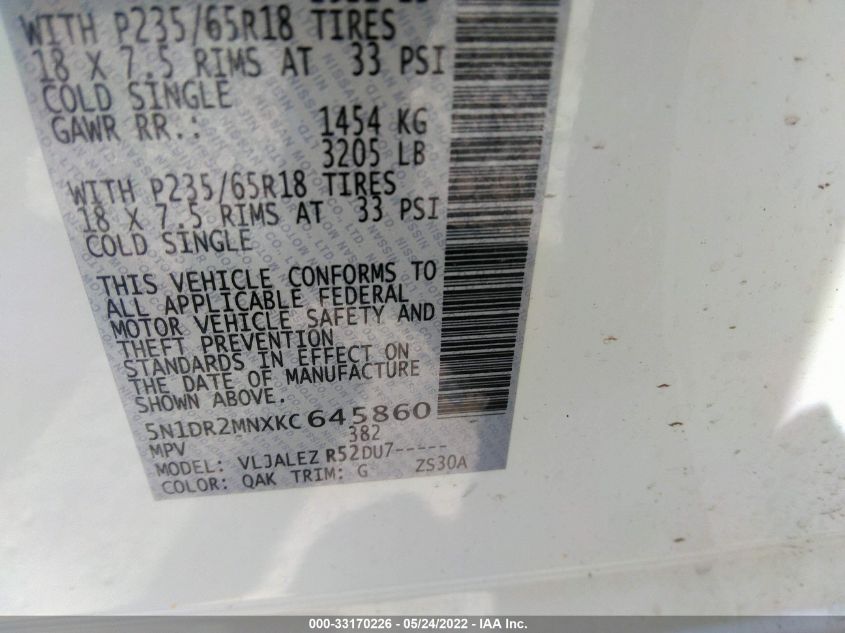 WITH P235/65R18 TIRES
18 X 7.5 RIMS AT 33 PSI
COLD SINGLE
GAWR RR.: 1454 KG
3205 LB
WITH P235/65R18 TIRES
18 X 7.5 RIMS AT 33 PSI
COLD SINGLE
THIS VEHICLE CONFORMS TO
ALL APPLICABLE FEDERAL
MOTOR VEHICLE SAFETY AND
THEFT PREVENTION
STANDARDS IN EFFECT ON
THE DATE OF MANUFACTURE
SHOWN ABOVE.
5N1DR2MNXKC645860
MPV 382
MODEL: VLJALEZ R52DU7-----
COLOR: QAK TRIM: G ZS30A
000-33170226 - 05/24/2022 - IAA Inc.